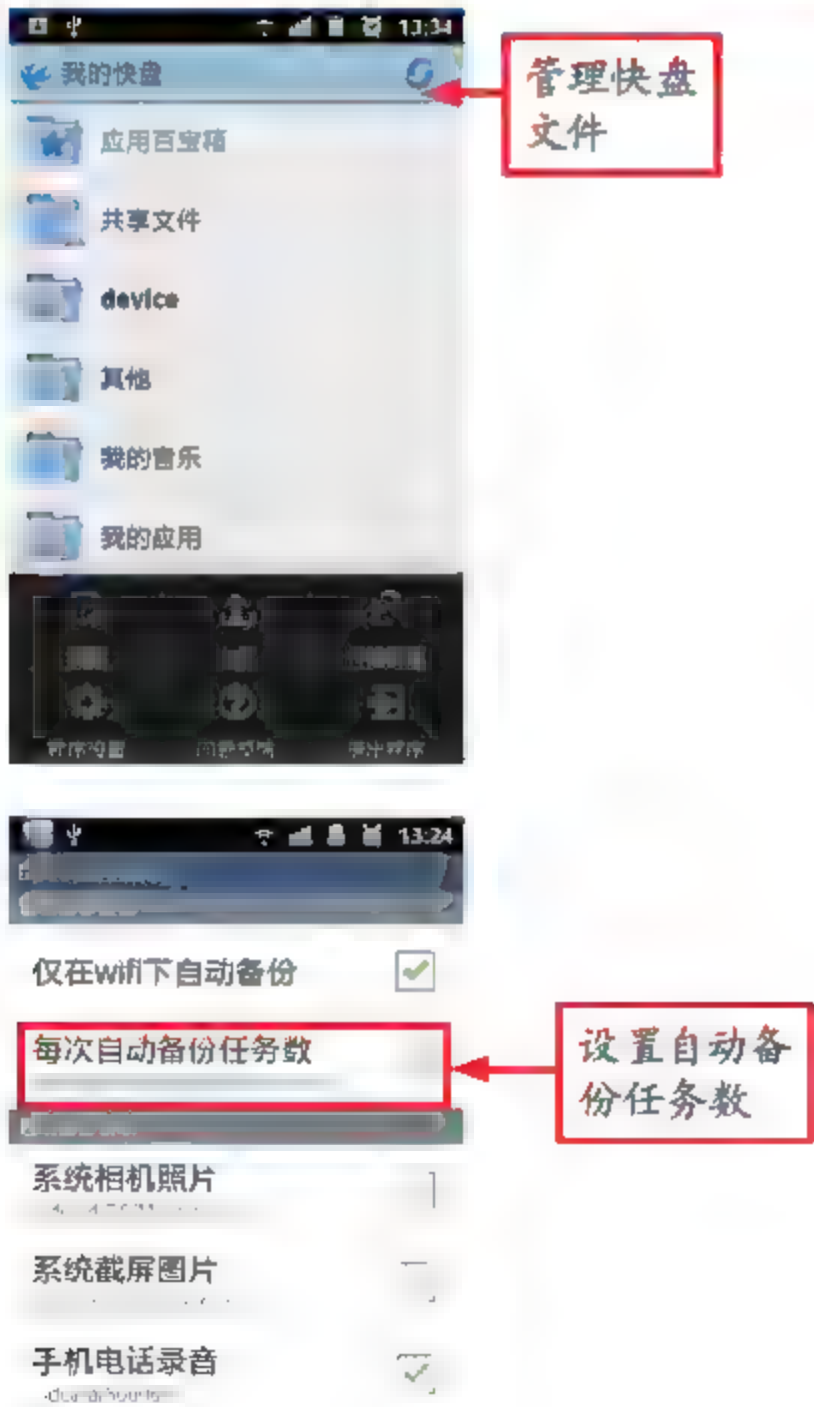 13:34
我的快盘
管理快盘
文件
应用百宝箱
共享文件
device
其他
我的音乐
我的应用
13:24
仅在wifi下自动备份
每次自动备份任务数
设置自动备
份任务数
系统相机照片
系统截屏图片
手机电话录音